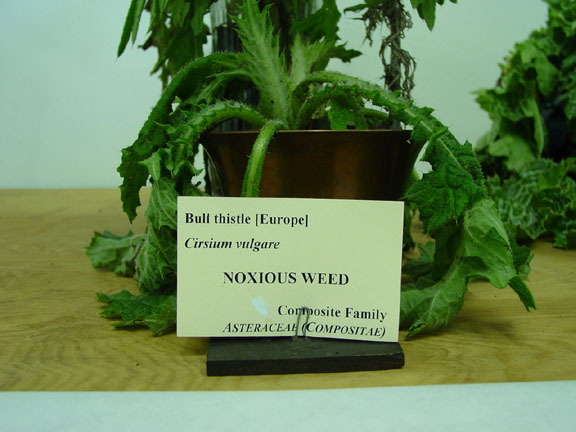 Bull thistle [Europe]
Cirsium vulgare
NOXIOUS WEED
Composite Family
ASTERACEAE (COMPOSITAE)